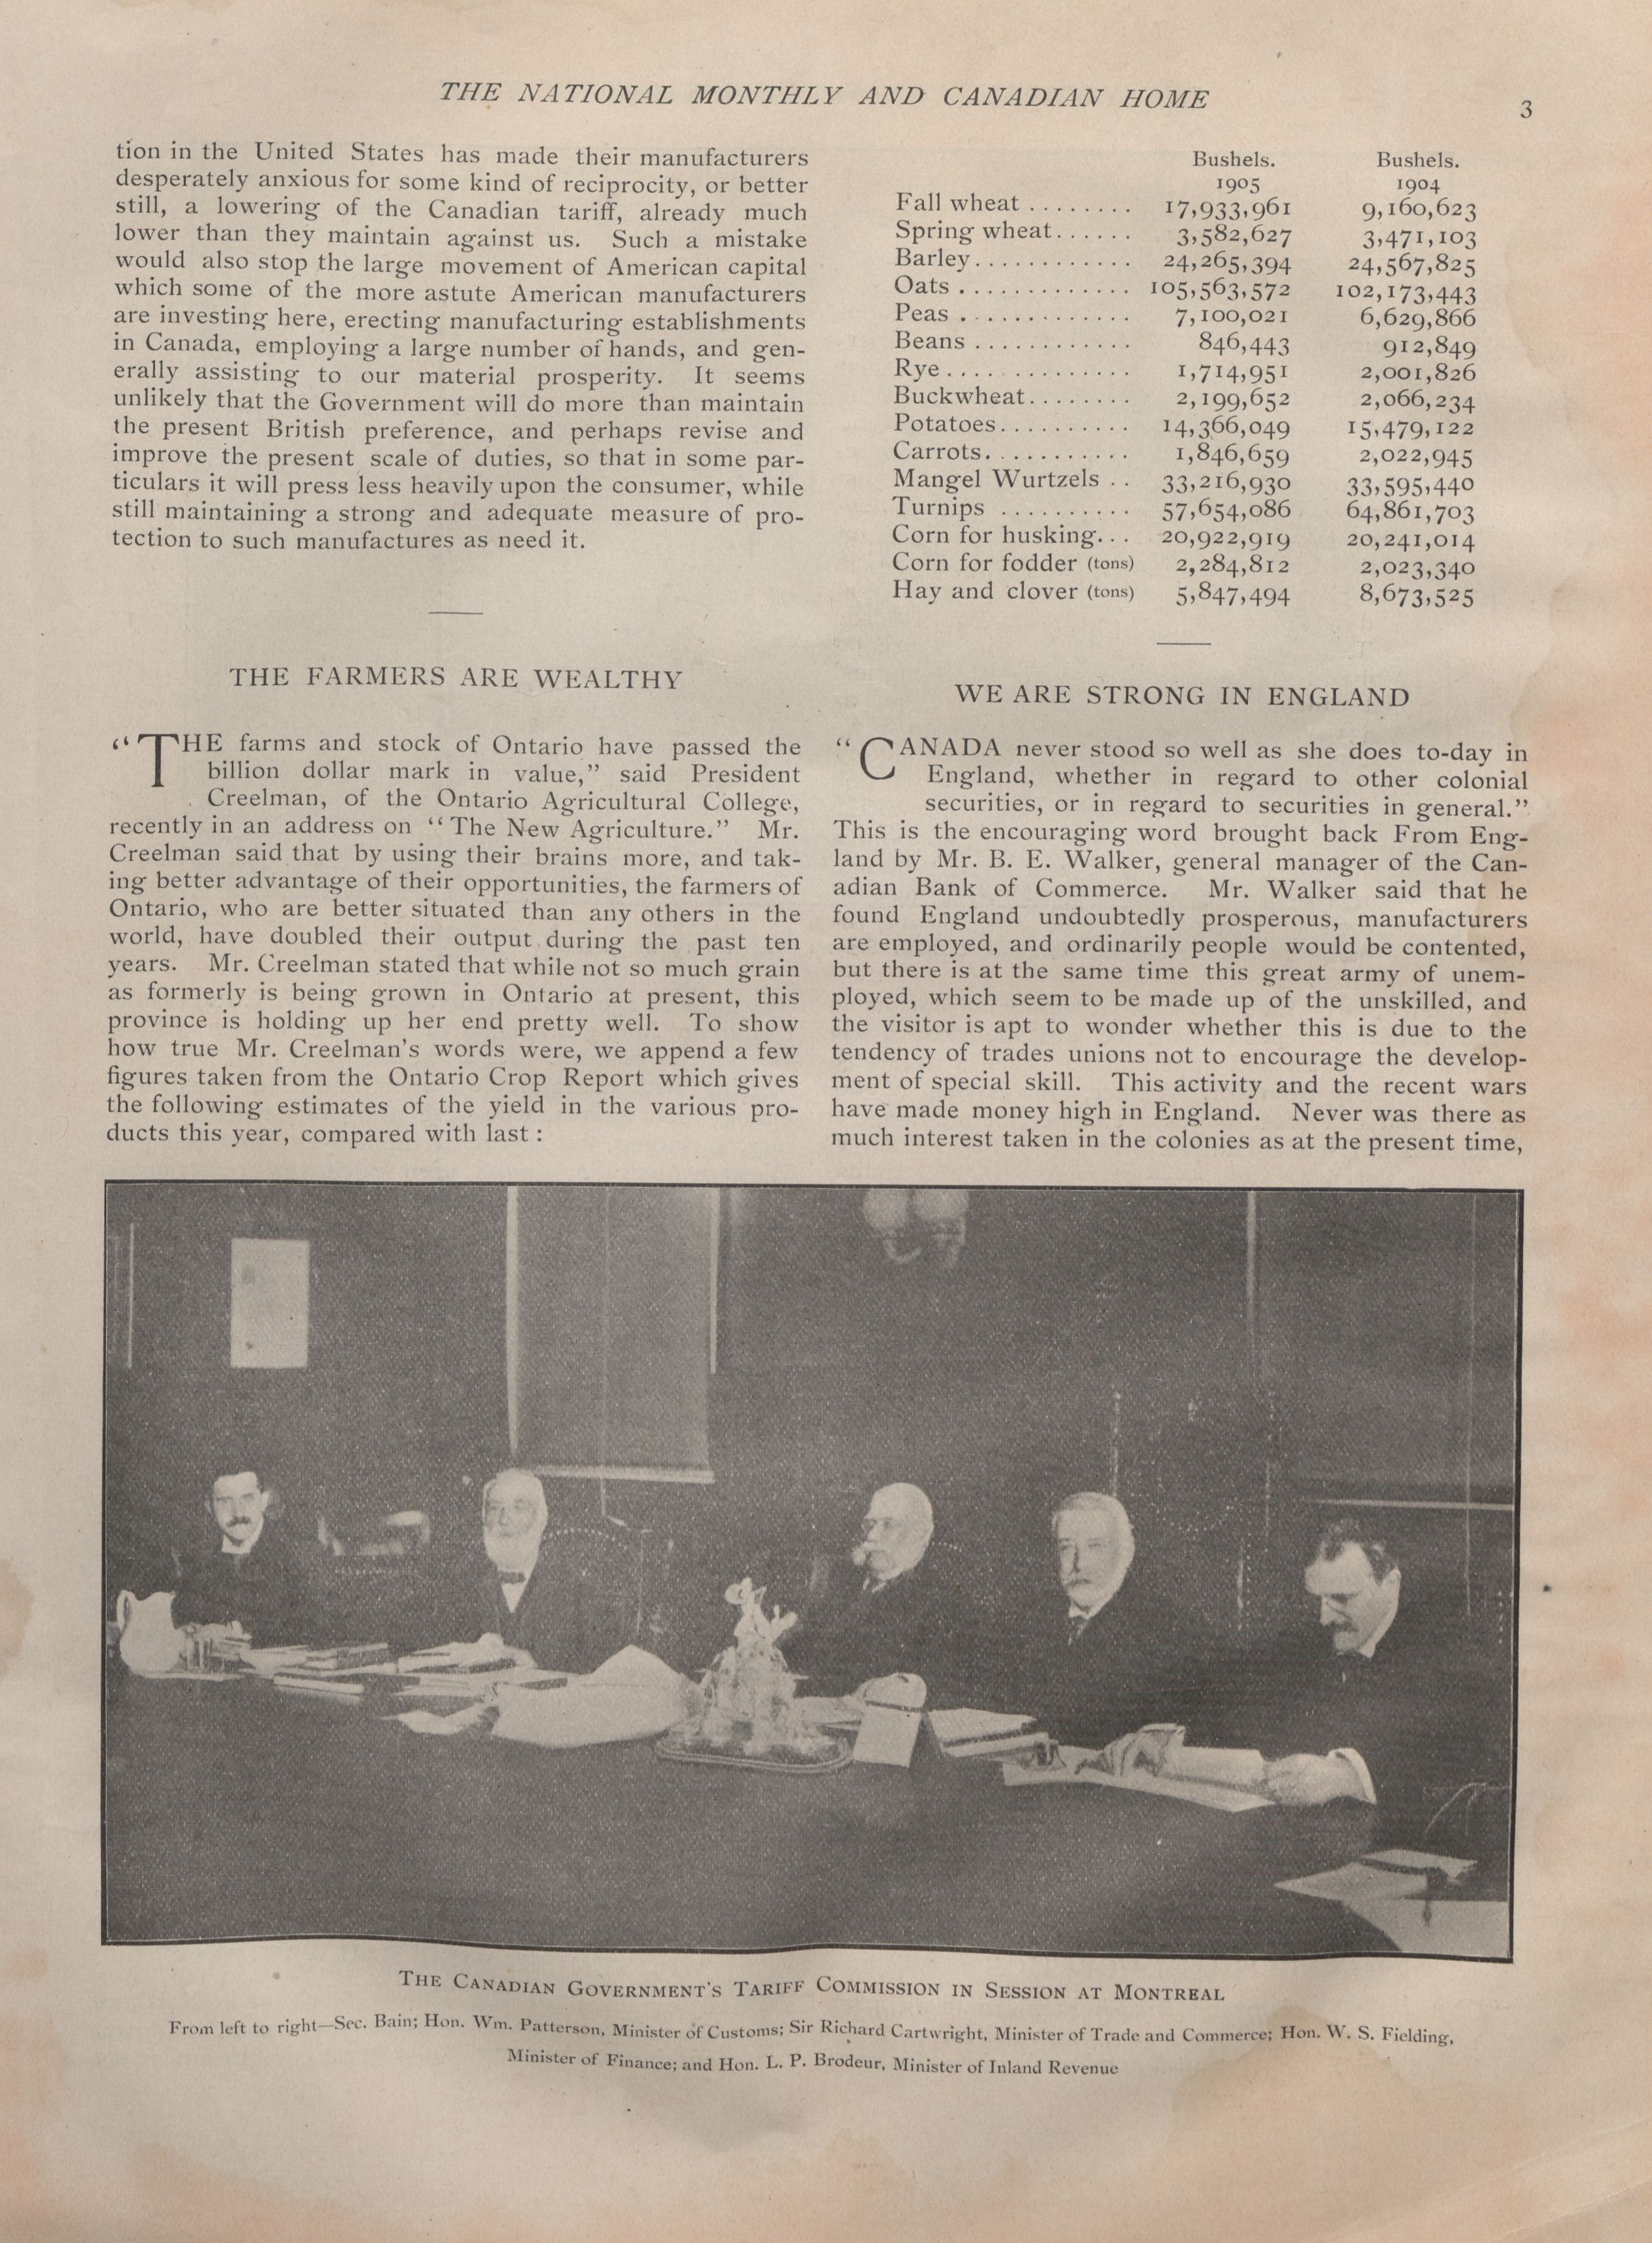 THE NATIONAL MONTHLY AND CANADIAN HOME
3
tion in the United States has made their manufacturers
desperately anxious for some kind of reciprocity, or better
still, a lowering of the Canadian tariff, already much
lower than they maintain against us. Such a mistake
would also stop the large movement of American capital
which some of the more astute American manufacturers
are investing here, erecting manufacturing establishments
in Canada, employing a large number of hands, and gen-
erally assisting to our material prosperity. It seems
unlikely that the Government will do more than maintain
the present British preference, and perhaps revise and
improve the present scale of duties, so that in some par-
ticulars it will press less heavily upon the consumer, while
still maintaining a strong and adequate measure of pro-
tection to such manufactures as need it.
THE FARMERS ARE WEALTHY
"THE farms and stock of Ontario have passed the
billion dollar mark in value," said President
Creelman, of the Ontario Agricultural College,
recently in an address on "The New Agriculture." Mr.
Creelman said that by using their brains more, and tak-
ing better advantage of their opportunities, the farmers of
Ontario, who are better situated than any others in the
world, have doubled their output during the past ten
years. Mr. Creelman stated that while not so much grain
as formerly is being grown in Ontario at present, this
province is holding up her end pretty well. To show
how true Mr. Creelman's words were, we append a few
figures taken from the Ontario Crop Report which gives
the following estimates of the yield in the various pro-
ducts this year, compared with last :
Bushels. Bushels.
1905 1904
Fall wheat ........ 17,933,961 9,160,623
Spring wheat...... 3,582,627 3,471,103
Barley............ 24,265,394 24,567,825
Oats ............. 105,563,572 102,173,443
Peas ............. 7,100,021 6,629,866
Beans ............ 846,443 912,849
Rye.............. 1,714,951 2,001,826
Buckwheat........ 2,199,652 2,066,234
Potatoes.......... 14,366,049 15,479,122
Carrots........... 1,846,659 2,022,945
Mangel Wurtzels .. 33,216,930 33,595,440
Turnips .......... 57,654,086 64,861,703
Corn for husking... 20,922,919 20,241,014
Corn for fodder (tons) 2,284,812 2,023,340
Hay and clover (tons) 5,847,494 8,673,525
WE ARE STRONG IN ENGLAND
"CANADA never stood so well as she does to-day in
England, whether in regard to other colonial
securities, or in regard to securities in general."
This is the encouraging word brought back From Eng-
land by Mr. B. E. Walker, general manager of the Can-
adian Bank of Commerce. Mr. Walker said that he
found England undoubtedly prosperous, manufacturers
are employed, and ordinarily people would be contented,
but there is at the same time this great army of unem-
ployed, which seem to be made up of the unskilled, and
the visitor is apt to wonder whether this is due to the
tendency of trades unions not to encourage the develop-
ment of special skill. This activity and the recent wars
have made money high in England. Never was there as
much interest taken in the colonies as at the present time,
THE CANADIAN GOVERNMENT'S TARIFF COMMISSION IN SESSION AT MONTREAL
From left to right—Sec. Bain; Hon. Wm. Patterson, Minister of Customs; Sir Richard Cartwright, Minister of Trade and Commerce; Hon. W. S. Fielding,
Minister of Finance; and Hon. L. P. Brodeur, Minister of Inland Revenue